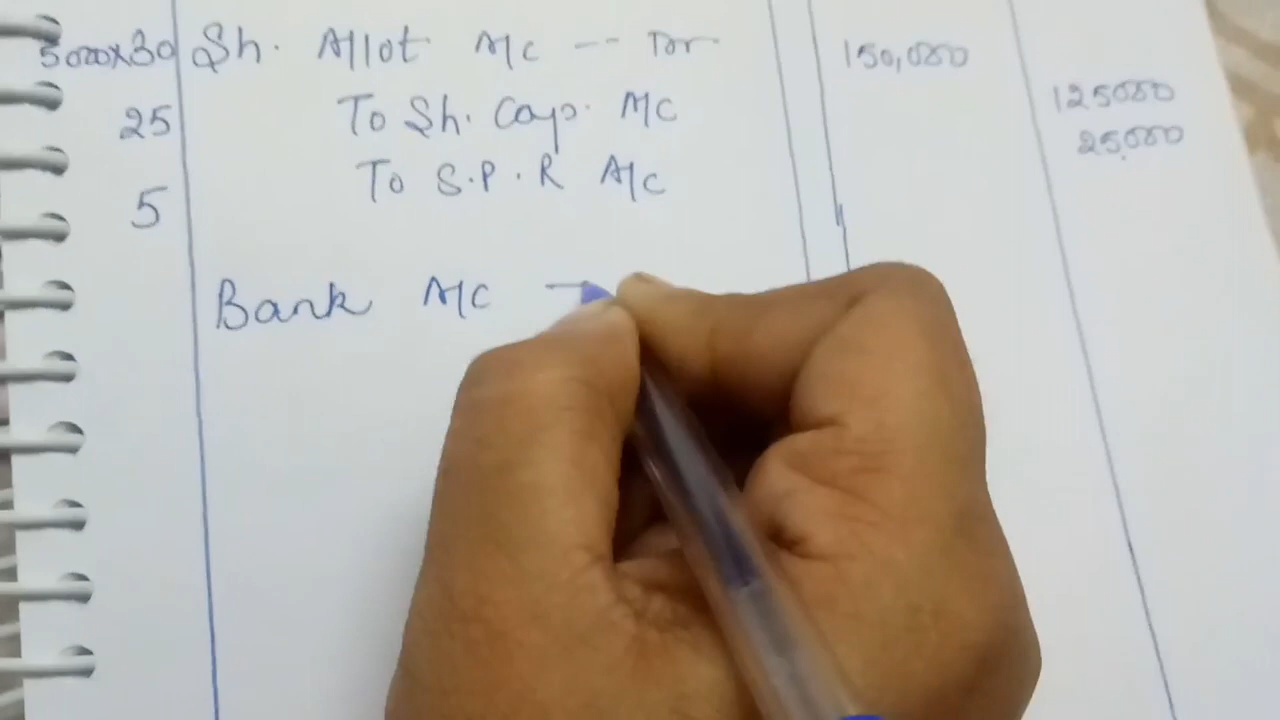 5000x30 Sh. Allot A/C -- Dr 150,000
25 To Sh. Cap. A/C 125000
5 To S.P.R A/C 25,000
Bank A/C -